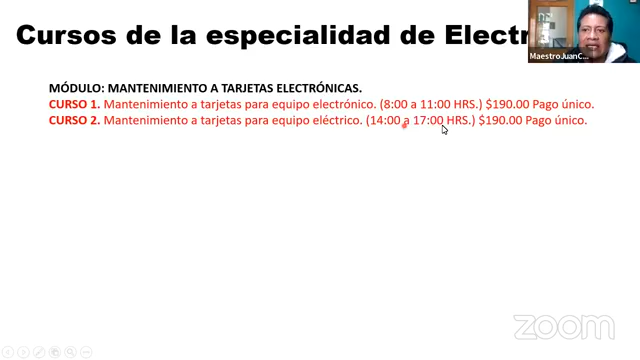 Cursos de la especialidad de Electr
MaestroJuanC...
MÓDULO: MANTENIMIENTO A TARJETAS ELECTRÓNICAS.
CURSO 1. Mantenimiento a tarjetas para equipo electrónico. (8:00 a 11:00 HRS.) $190.00 Pago único.
CURSO 2. Mantenimiento a tarjetas para equipo eléctrico. (14:00 a 17:00 HRS.) $190.00 Pago único.
zoom